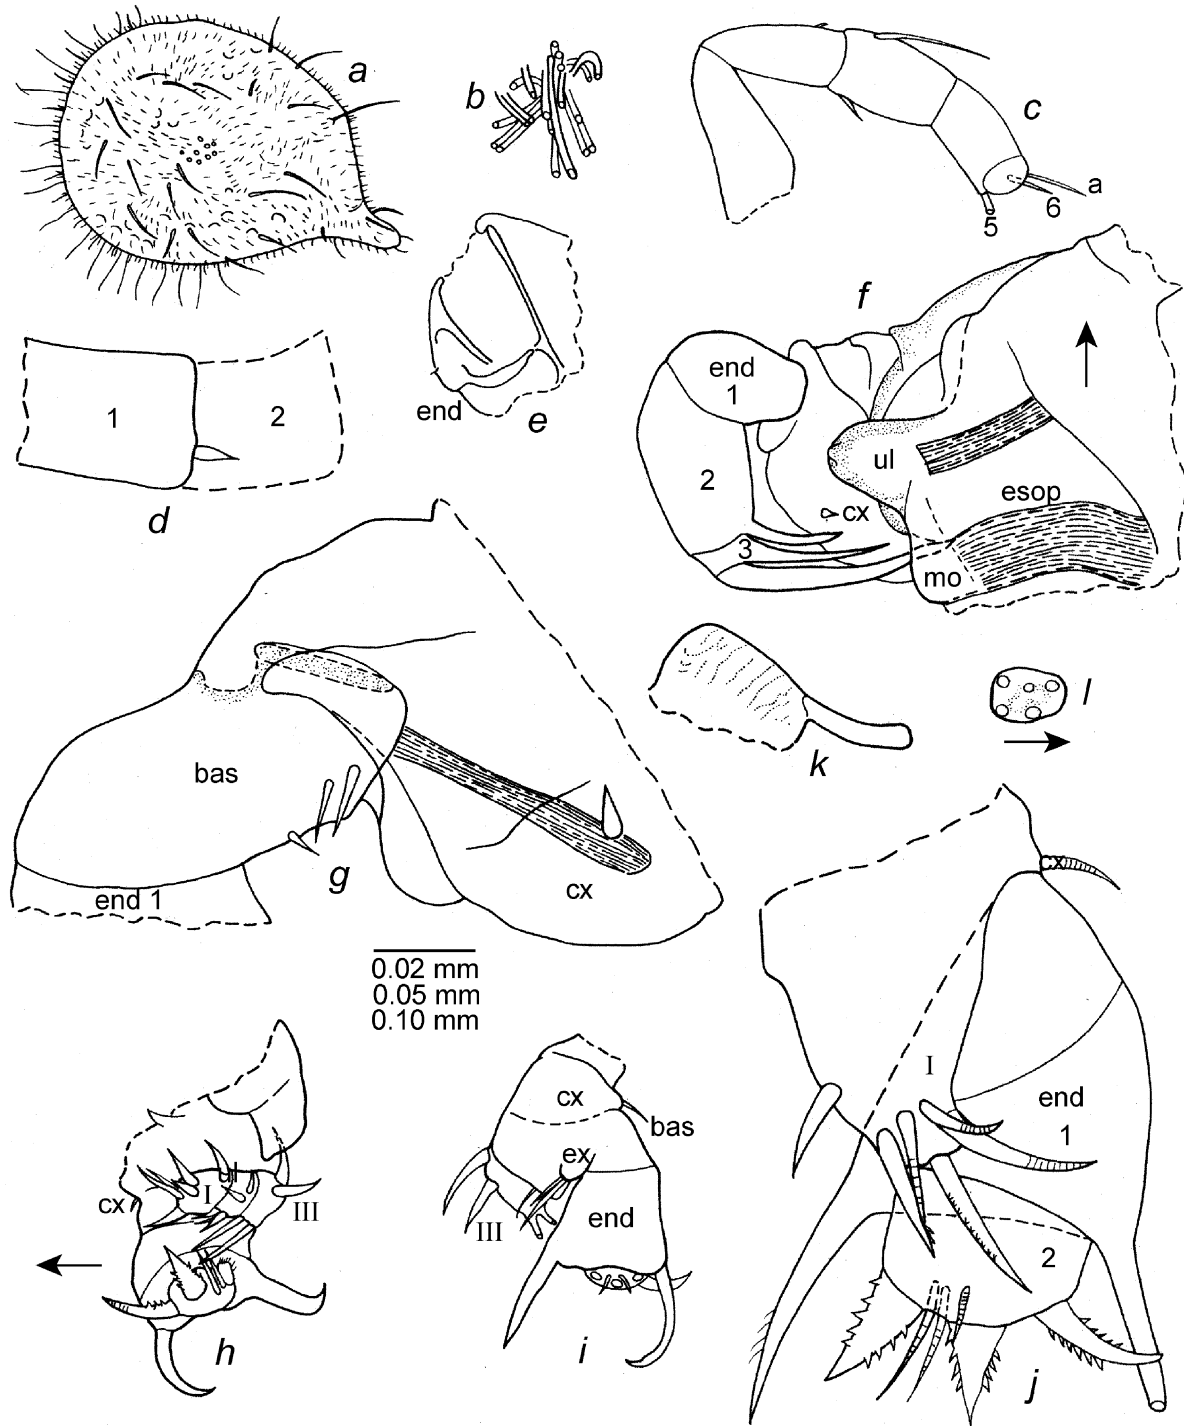 a
b
c
a
6
5
e
end
d
1
2
f
end
1
2
3
ul
cx
esop
mo
g
bas
end 1
cx
k
l
0.02 mm
0.05 mm
0.10 mm
h
cx
I
ul
III
i
cx
bas
ex
end
III
j
cx
I
end
1
2